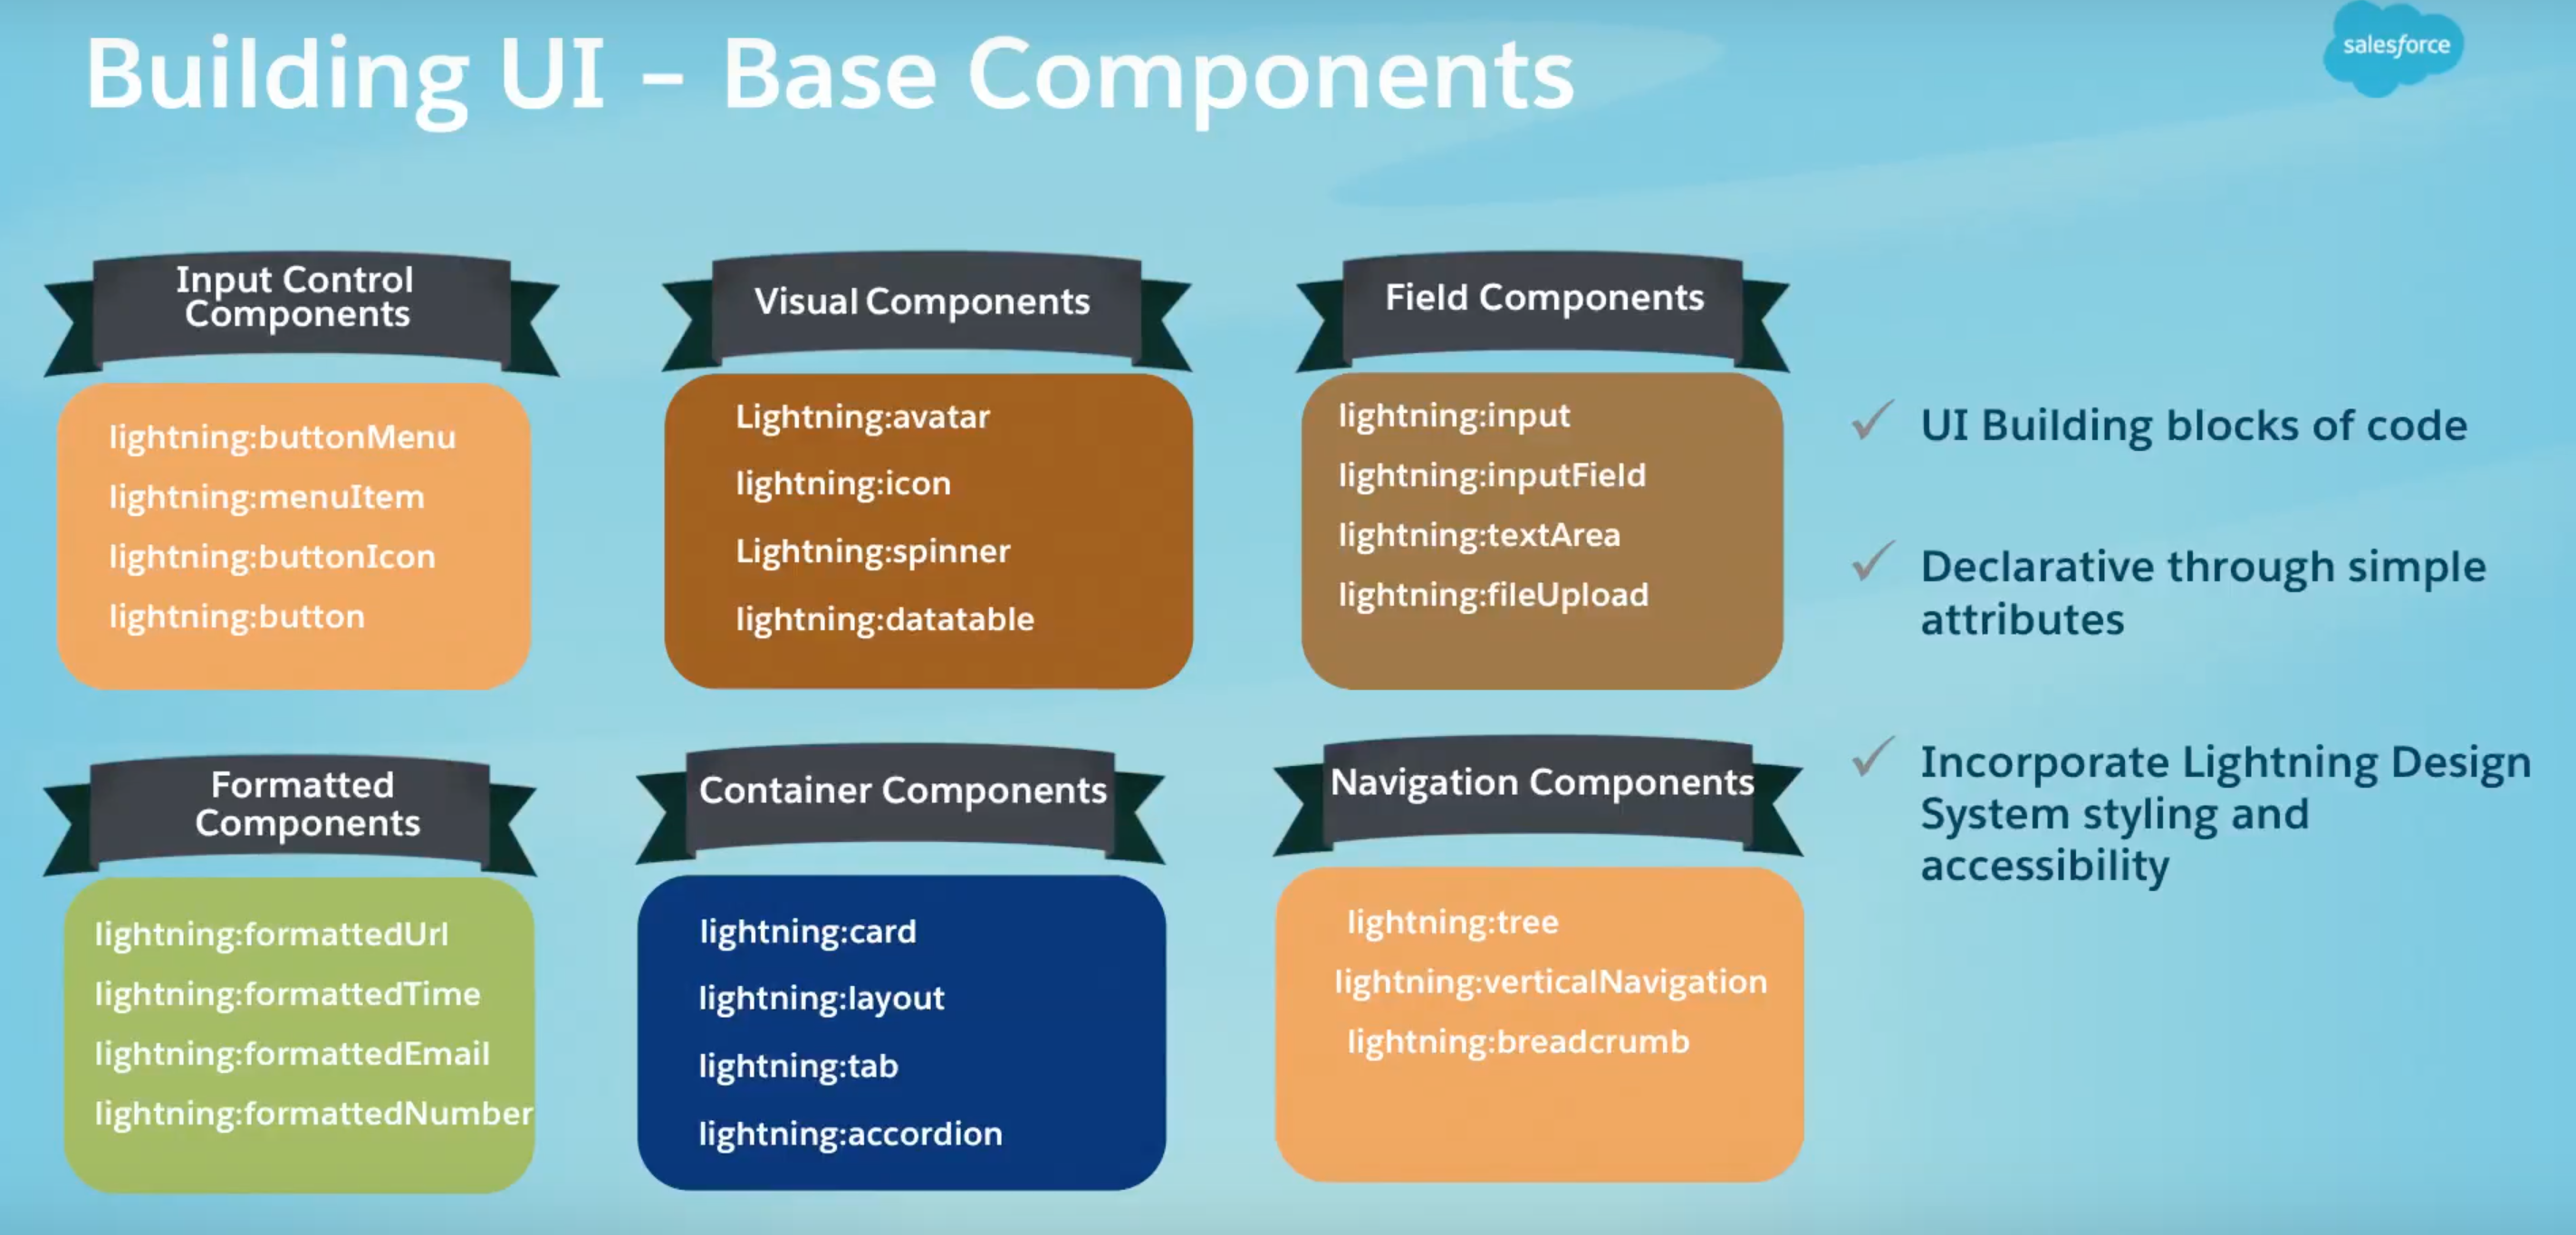 Building UI – Base Components
salesforce
Input Control
Components
lightning:buttonMenu
lightning:menuItem
lightning:buttonIcon
lightning:button
Visual Components
Lightning:avatar
lightning:icon
Lightning:spinner
lightning:datatable
Field Components
lightning:input
lightning:inputField
lightning:textArea
lightning:fileUpload
Formatted
Components
lightning:formattedUrl
lightning:formattedTime
lightning:formattedEmail
lightning:formattedNumber
Container Components
lightning:card
lightning:layout
lightning:tab
lightning:accordion
Navigation Components
lightning:tree
lightning:verticalNavigation
lightning:breadcrumb
✓ UI Building blocks of code
✓ Declarative through simple
attributes
✓ Incorporate Lightning Design
System styling and
accessibility